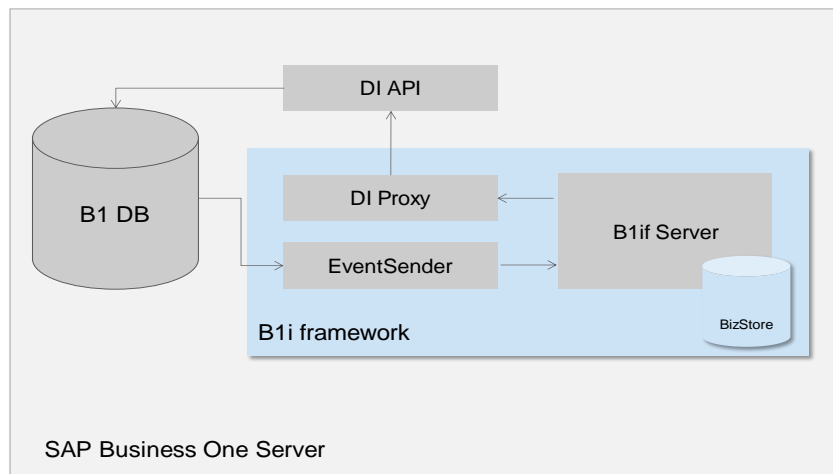 DI API
B1 DB
DI Proxy
B1if Server
EventSender
BizStore
B1i framework
SAP Business One Server